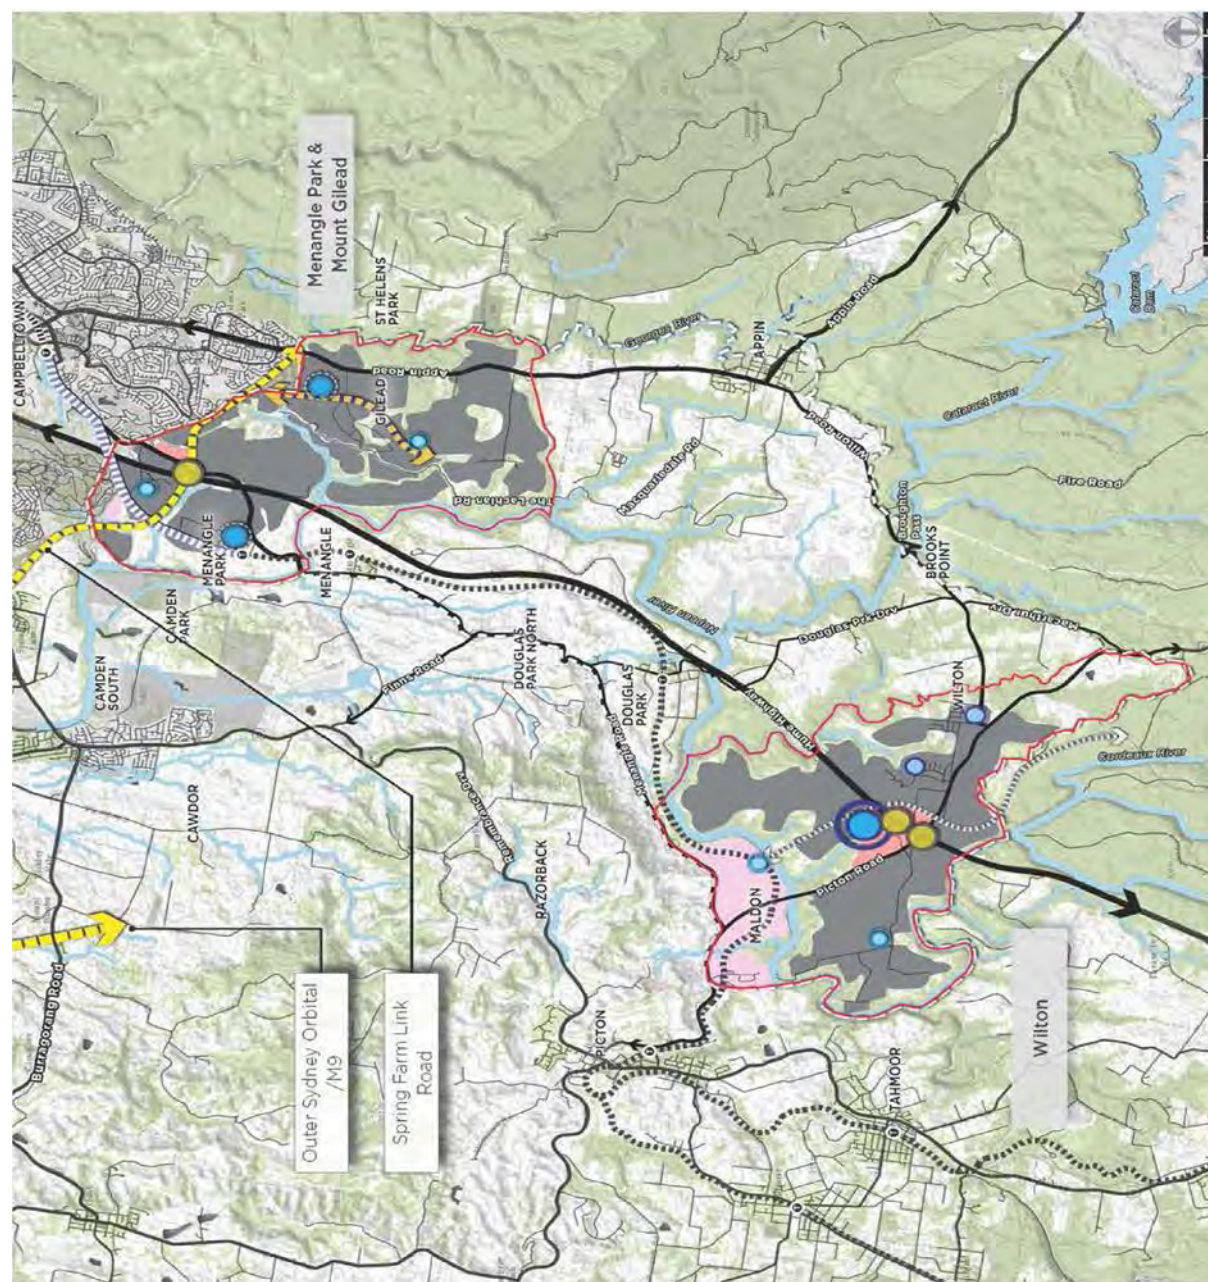 CAMPBELLTOWN
Menangle Park &
Mount Gilead
ST HELENS
PARK
Appin Road
GILEAD
The Lachlan Rd
MENANGLE
PARK
MENANGLE
CAMDEN
PARK
CAMDEN
SOUTH
Georges River
APPIN
Appin Road
Wilton Road
Macquariedale Rd
Cataract
Dam
Cataract River
Fire Road
Broughton
Pass
BROOKS
POINT
Nepean River
Douglas Prk Drv
Macarthur Drv
Finns Road
DOUGLAS
PARK NORTH
DOUGLAS
PARK
Menangle Road
Hume Highway
WILTON
Cordeaux River
CAWDOR
Remembrance Drv
RAZORBACK
Burragorang Road
Outer Sydney Orbital
/M9
Spring Farm Link
Road
MALDON
Picton Road
PICTON
TAHMOOR
Wilton